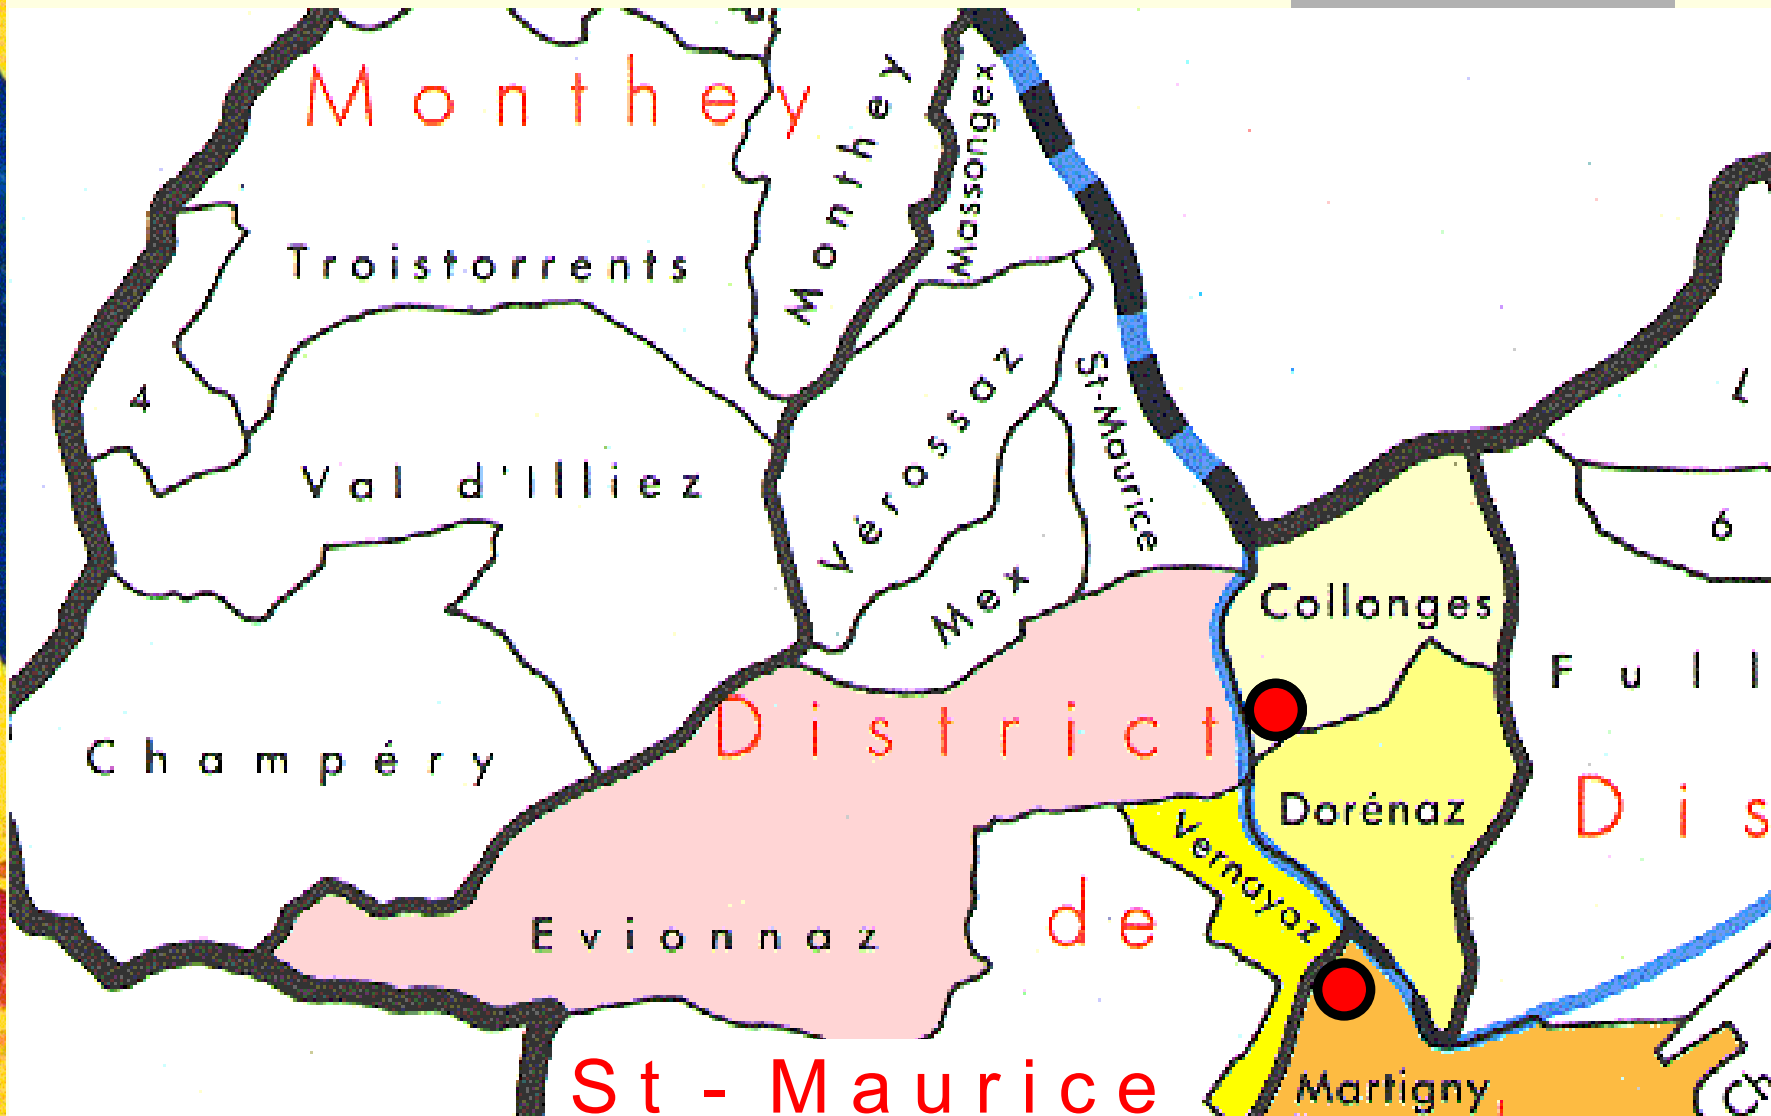 Monthey
Monthey
Massongex
Troistorrents
4
Vérossaz
St-Maurice
Val d'Illiez
6
Mex
Collonges
Full
District
Champéry
Dorénaz
Dis
Vernayaz
de
Evionnaz
St-Maurice
Martigny